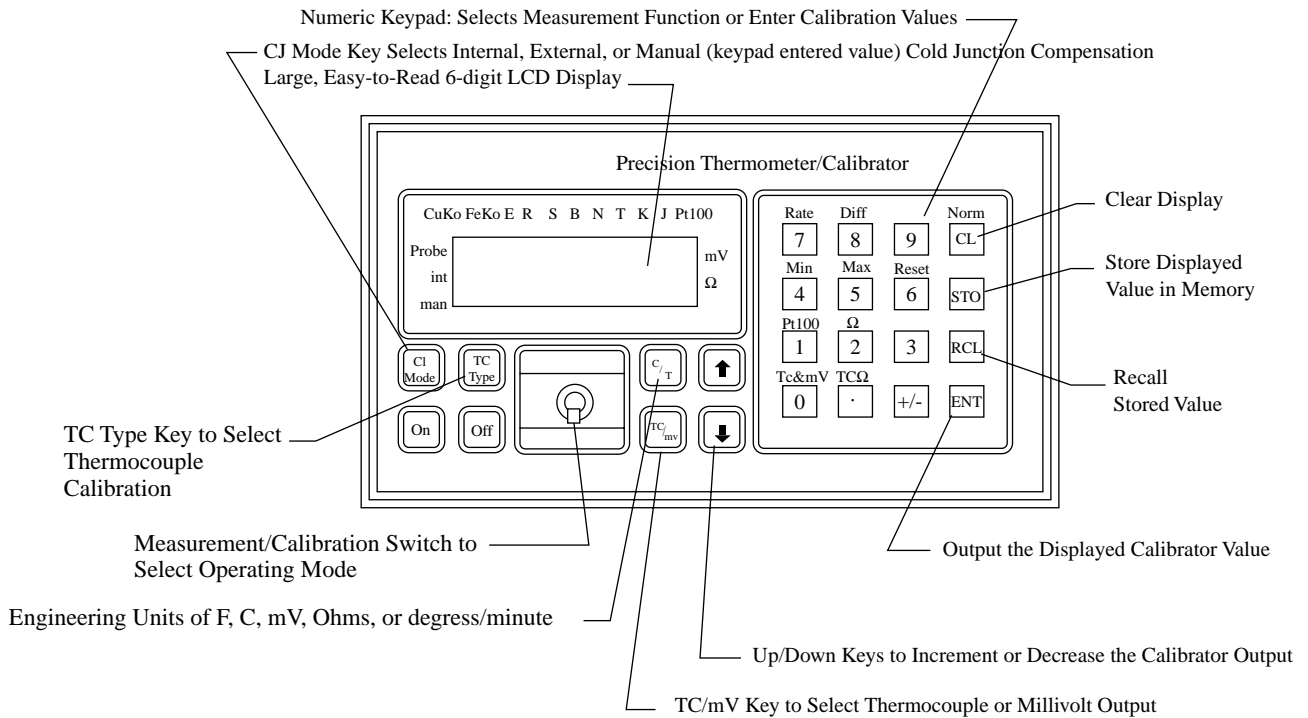 Numeric Keypad: Selects Measurement Function or Enter Calibration Values
CJ Mode Key Selects Internal, External, or Manual (keypad entered value) Cold Junction Compensation
Large, Easy-to-Read 6-digit LCD Display
Precision Thermometer/Calibrator
CuKo FeKo E R S B N T K J Pt100
Probe
int
man
mV
Ω
Rate Diff Norm
7 8 9 CL
Min Max Reset
4 5 6 STO
Pt100 Ω
1 2 3 RCL
Tc&mV TCΩ
0 . +/- ENT
Cl
Mode
TC
Type
C/T
On
Off
TC/mv
Clear Display
Store Displayed
Value in Memory
Recall
Stored Value
TC Type Key to Select
Thermocouple
Calibration
Measurement/Calibration Switch to
Select Operating Mode
Output the Displayed Calibrator Value
Engineering Units of F, C, mV, Ohms, or degress/minute
Up/Down Keys to Increment or Decrease the Calibrator Output
TC/mV Key to Select Thermocouple or Millivolt Output